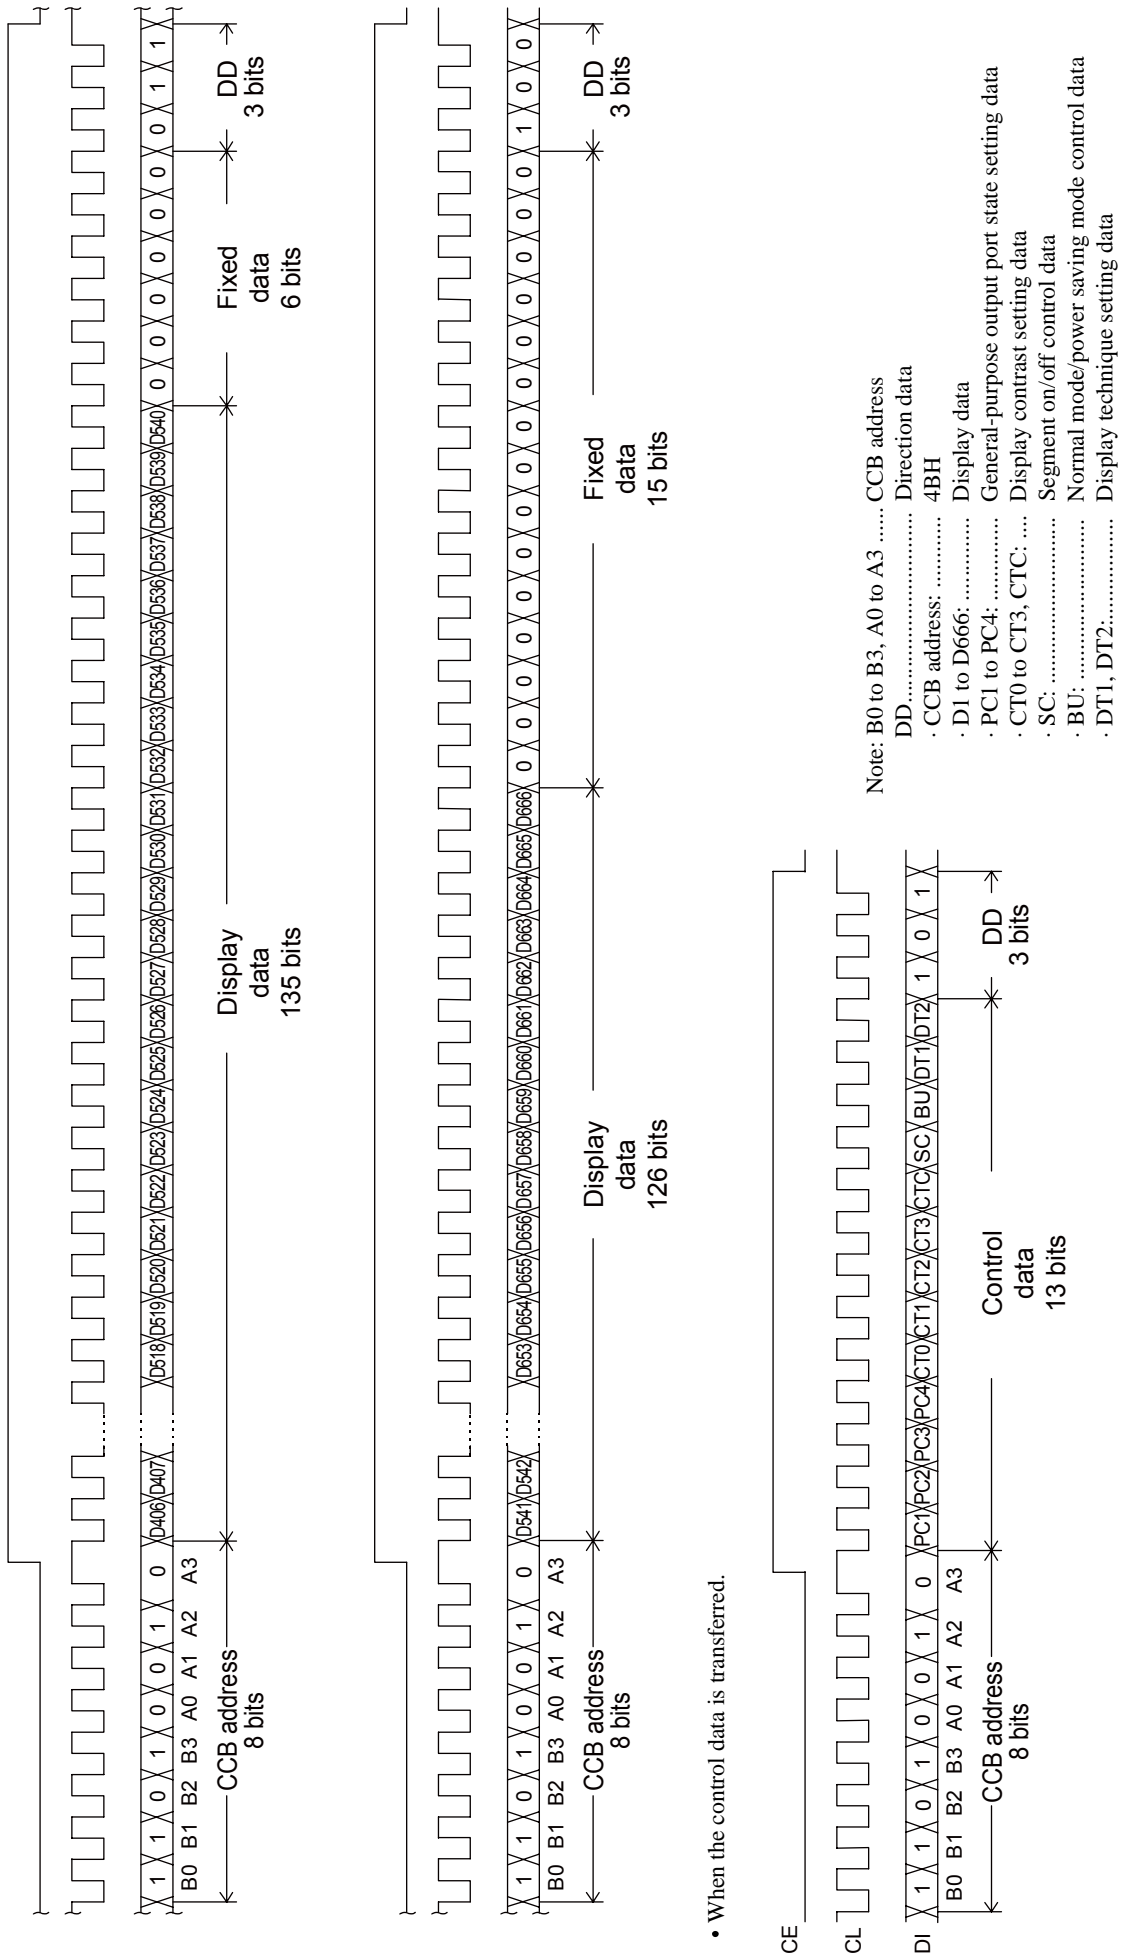 1 1 0 1 0 0 1 0 D406 D407 D518 D519 D520 D521 D522 D523 D524 D525 D526 D527 D528 D529 D530 D531 D532 D533 D534 D535 D536 D537 D538 D539 D540 0 0 0 0 0 0 0 1 1
B0 B1 B2 B3 A0 A1 A2 A3
CCB address
8 bits
Display
data
135 bits
Fixed
data
6 bits
DD
3 bits
1 1 0 1 0 0 1 0 D541 D542 D653 D654 D655 D656 D657 D658 D659 D660 D661 D662 D663 D664 D665 D666 0 0 0 0 0 0 0 0 0 0 0 0 0 0 0 1 0 0
B0 B1 B2 B3 A0 A1 A2 A3
CCB address
8 bits
Display
data
126 bits
Fixed
data
15 bits
DD
3 bits
• When the control data is transferred.
CE
CL
DI 1 1 0 1 0 0 1 0 PC1 PC2 PC3 PC4 CT0 CT1 CT2 CT3 CTC SC BU DT1 DT2 1 0 1
B0 B1 B2 B3 A0 A1 A2 A3
CCB address
8 bits
Control
data
13 bits
DD
3 bits
Note: B0 to B3, A0 to A3 ...... CCB address
DD.................................. Direction data
· CCB address: .............. 4BH
· D1 to D666: ................ Display data
· PC1 to PC4: ................ General-purpose output port state setting data
· CT0 to CT3, CTC: .... Display contrast setting data
· SC: ............................. Segment on/off control data
· BU: ............................. Normal mode/power saving mode control data
· DT1, DT2:................... Display technique setting data